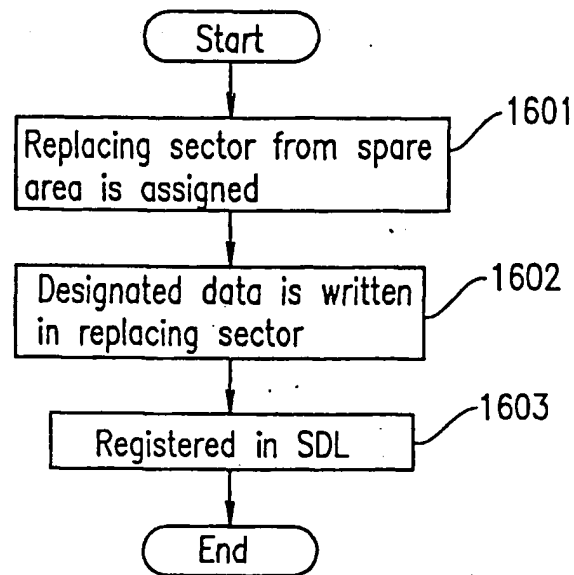 Start
1601
Replacing sector from spare
area is assigned
1602
Designated data is written
in replacing sector
1603
Registered in SDL
End